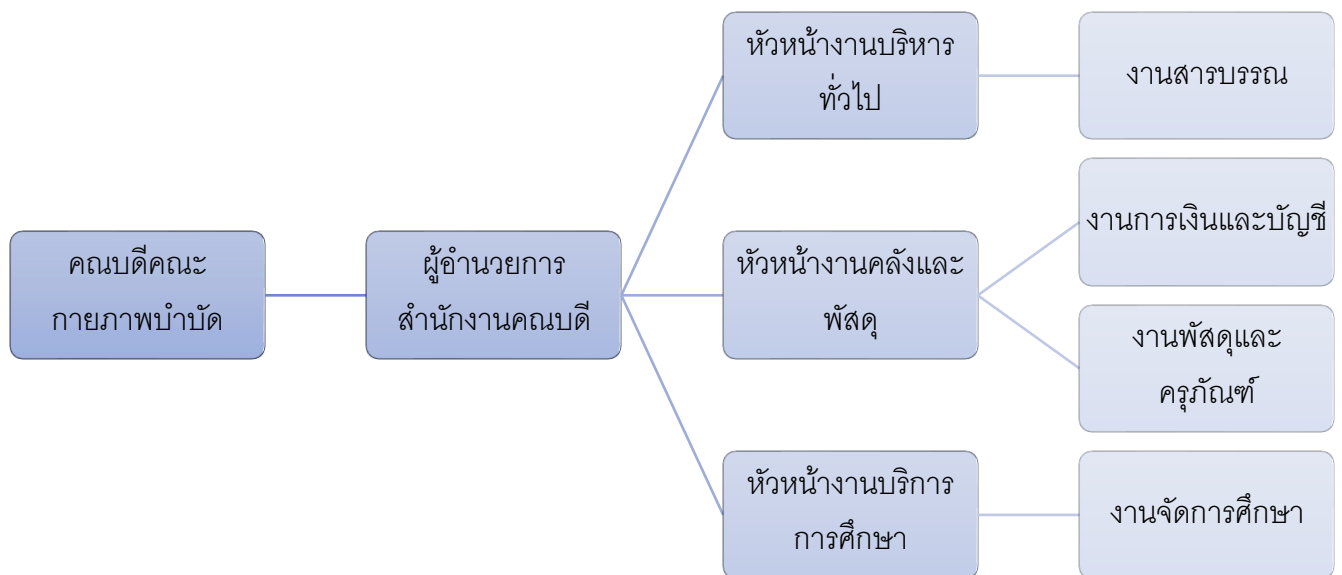 คณบดีคณะ
กายภาพบำบัด
ผู้อำนวยการ
สำนักงานคณบดี
หัวหน้างานบริหาร
ทั่วไป
งานสารบรรณ
หัวหน้างานคลังและ
พัสดุ
งานการเงินและบัญชี
งานพัสดุและ
ครุภัณฑ์
หัวหน้างานบริการ
การศึกษา
งานจัดการศึกษา